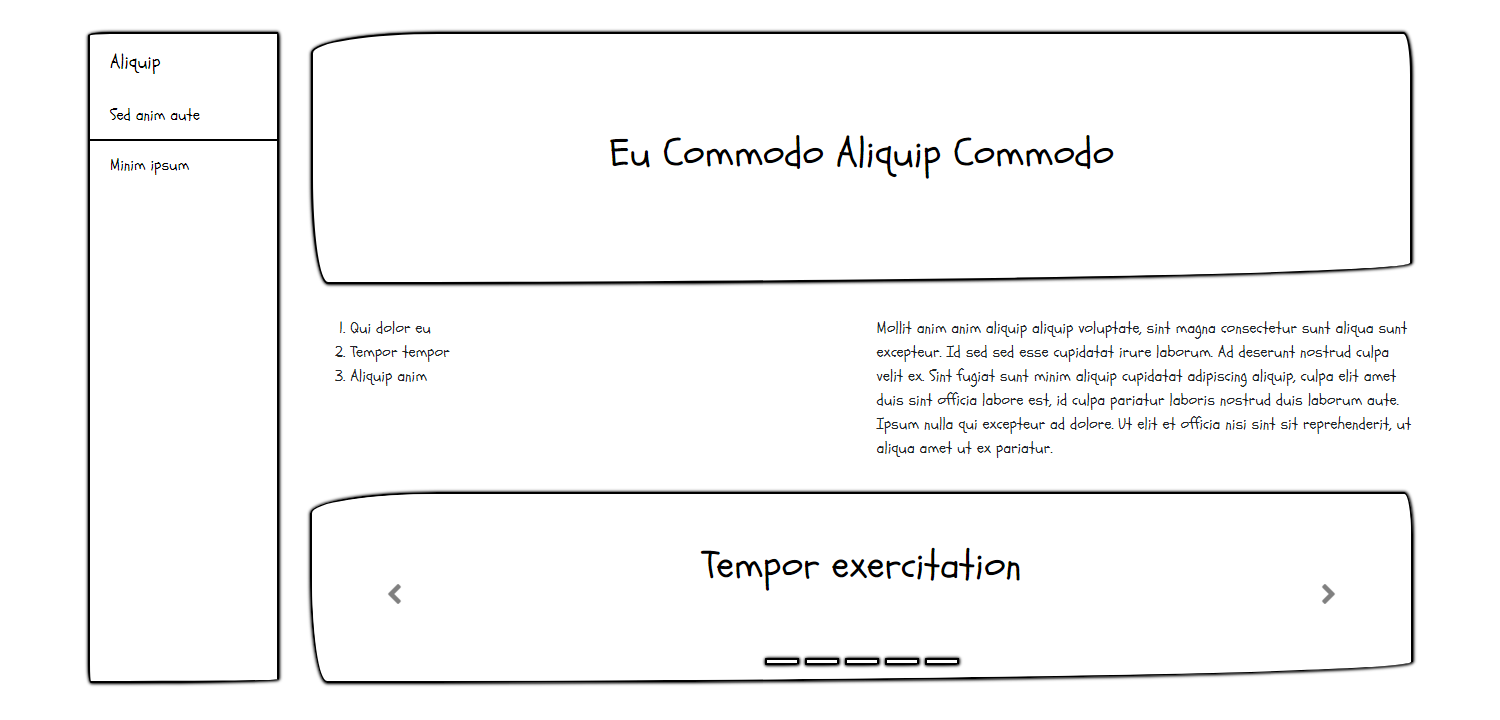 Aliquip
Sed anim aute
Minim ipsum
Eu Commodo Aliquip Commodo
1. Qui dolor eu
2. Tempor tempor
3. Aliquip anim
Mollit anim anim aliquip aliquip voluptate, sint magna consectetur sunt aliqua sunt
excepteur. Id sed sed esse cupidatat irure laborum. Ad deserunt nostrud culpa
velit ex. Sint fugiat sunt minim aliquip cupidatat adipiscing aliquip, culpa elit amet
duis sint officia labore est, id culpa pariatur laboris nostrud duis laborum aute.
Ipsum nulla qui excepteur ad dolore. Ut elit et officia nisi sint sit reprehenderit, ut
aliqua amet ut ex pariatur.
Tempor exercitation